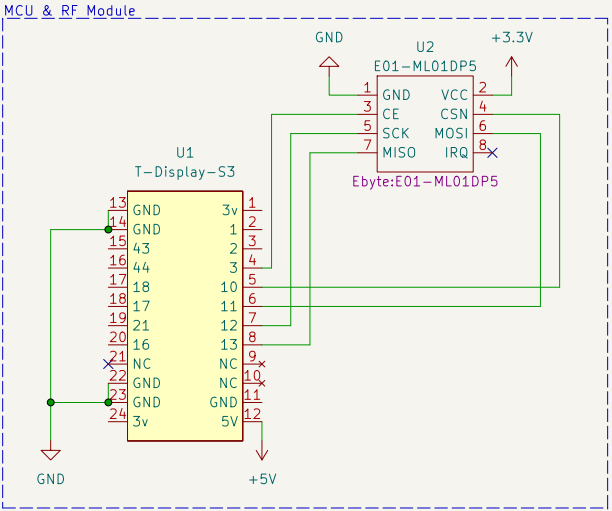 MCU & RF Module
GND
U2
E01-ML01DP5
+3.3V
1 GND VCC 2
3 CE CSN 4
5 SCK MOSI 6
7 MISO IRQ 8
Ebyte:E01-ML01DP5
U1
T-Display-S3
13 GND 3v 1
14 GND 1 2
15 43 2 3
16 44 3 4
17 18 10 5
18 17 11 6
19 21 12 7
20 16 13 8
21 NC NC 9
22 GND NC 10
23 GND GND 11
24 3v 5V 12
GND
+5V